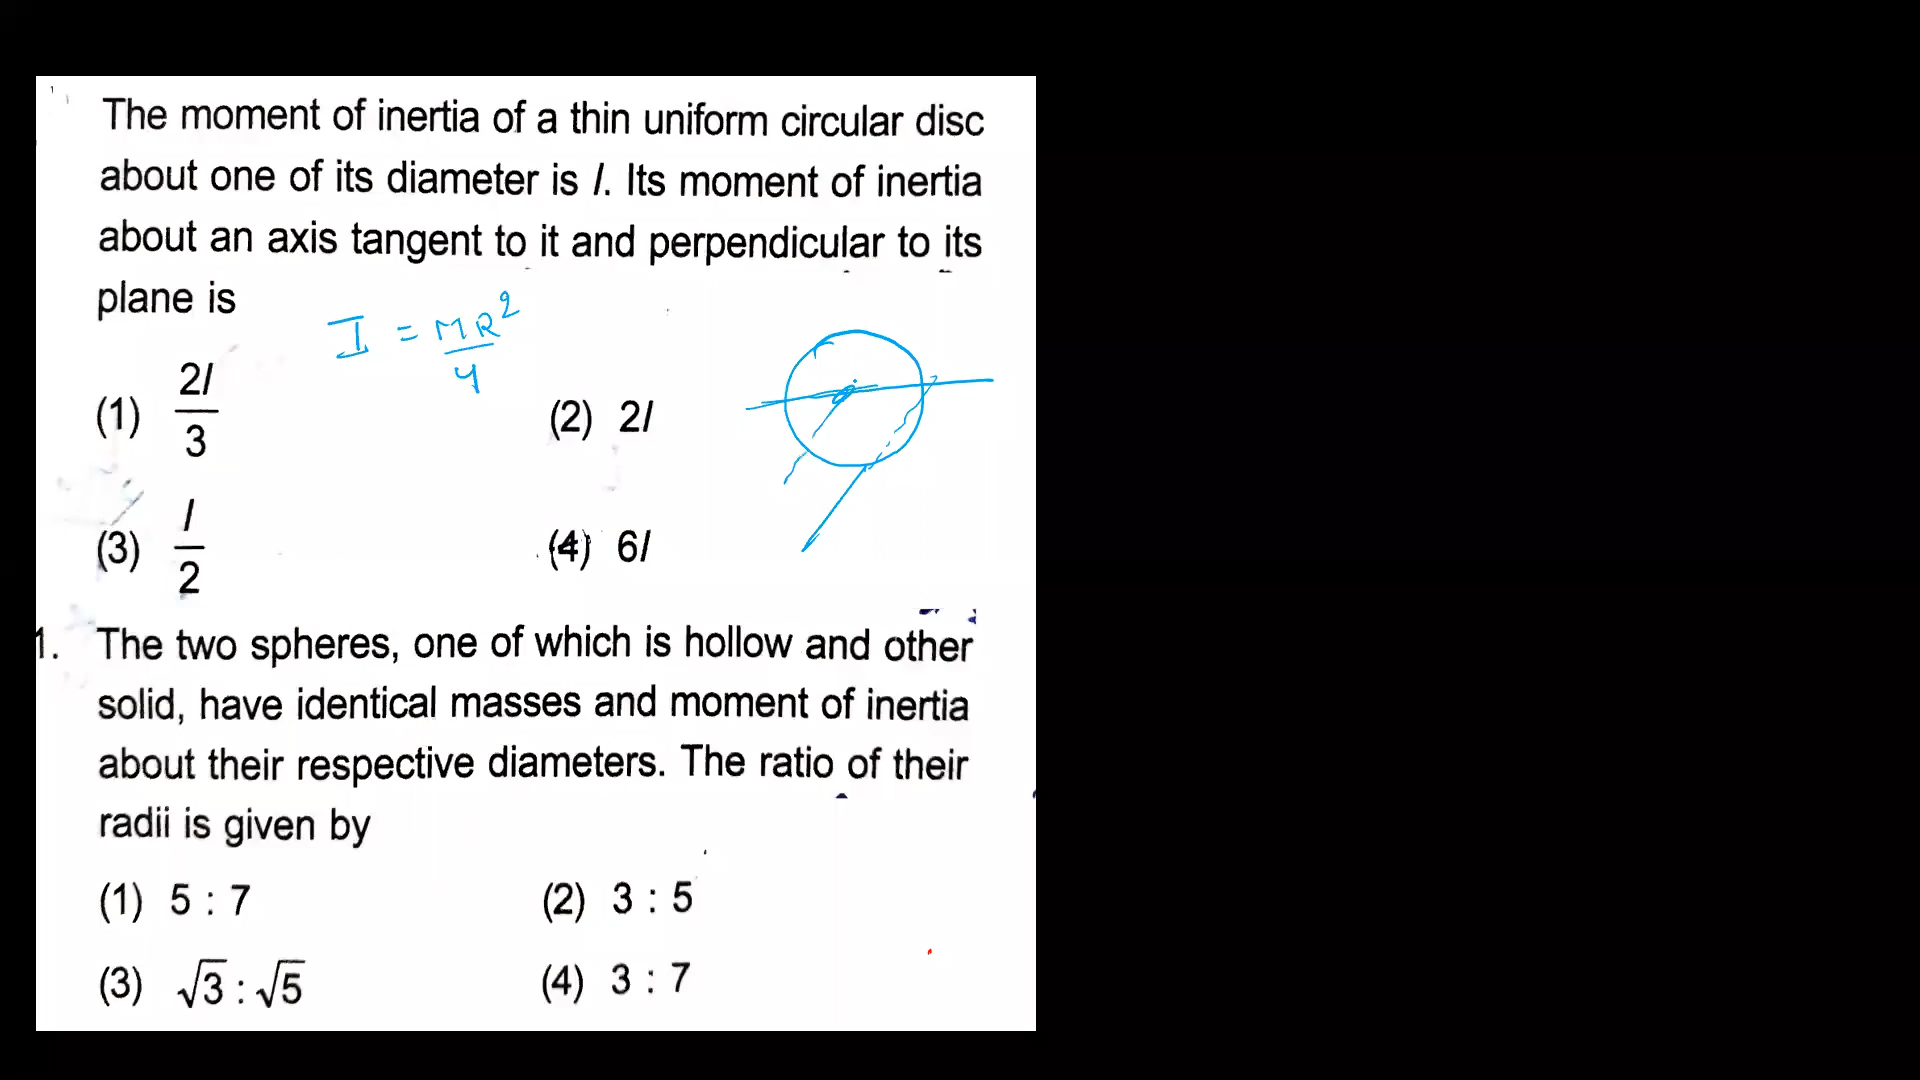 The moment of inertia of a thin uniform circular disc
about one of its diameter is I. Its moment of inertia
about an axis tangent to it and perpendicular to its
plane is
I = MR²/4
(1) 2I/3
(2) 2I
(3) I/2
(4) 6I
1. The two spheres, one of which is hollow and other
solid, have identical masses and moment of inertia
about their respective diameters. The ratio of their
radii is given by
(1) 5 : 7
(2) 3 : 5
(3) √3 : √5
(4) 3 : 7